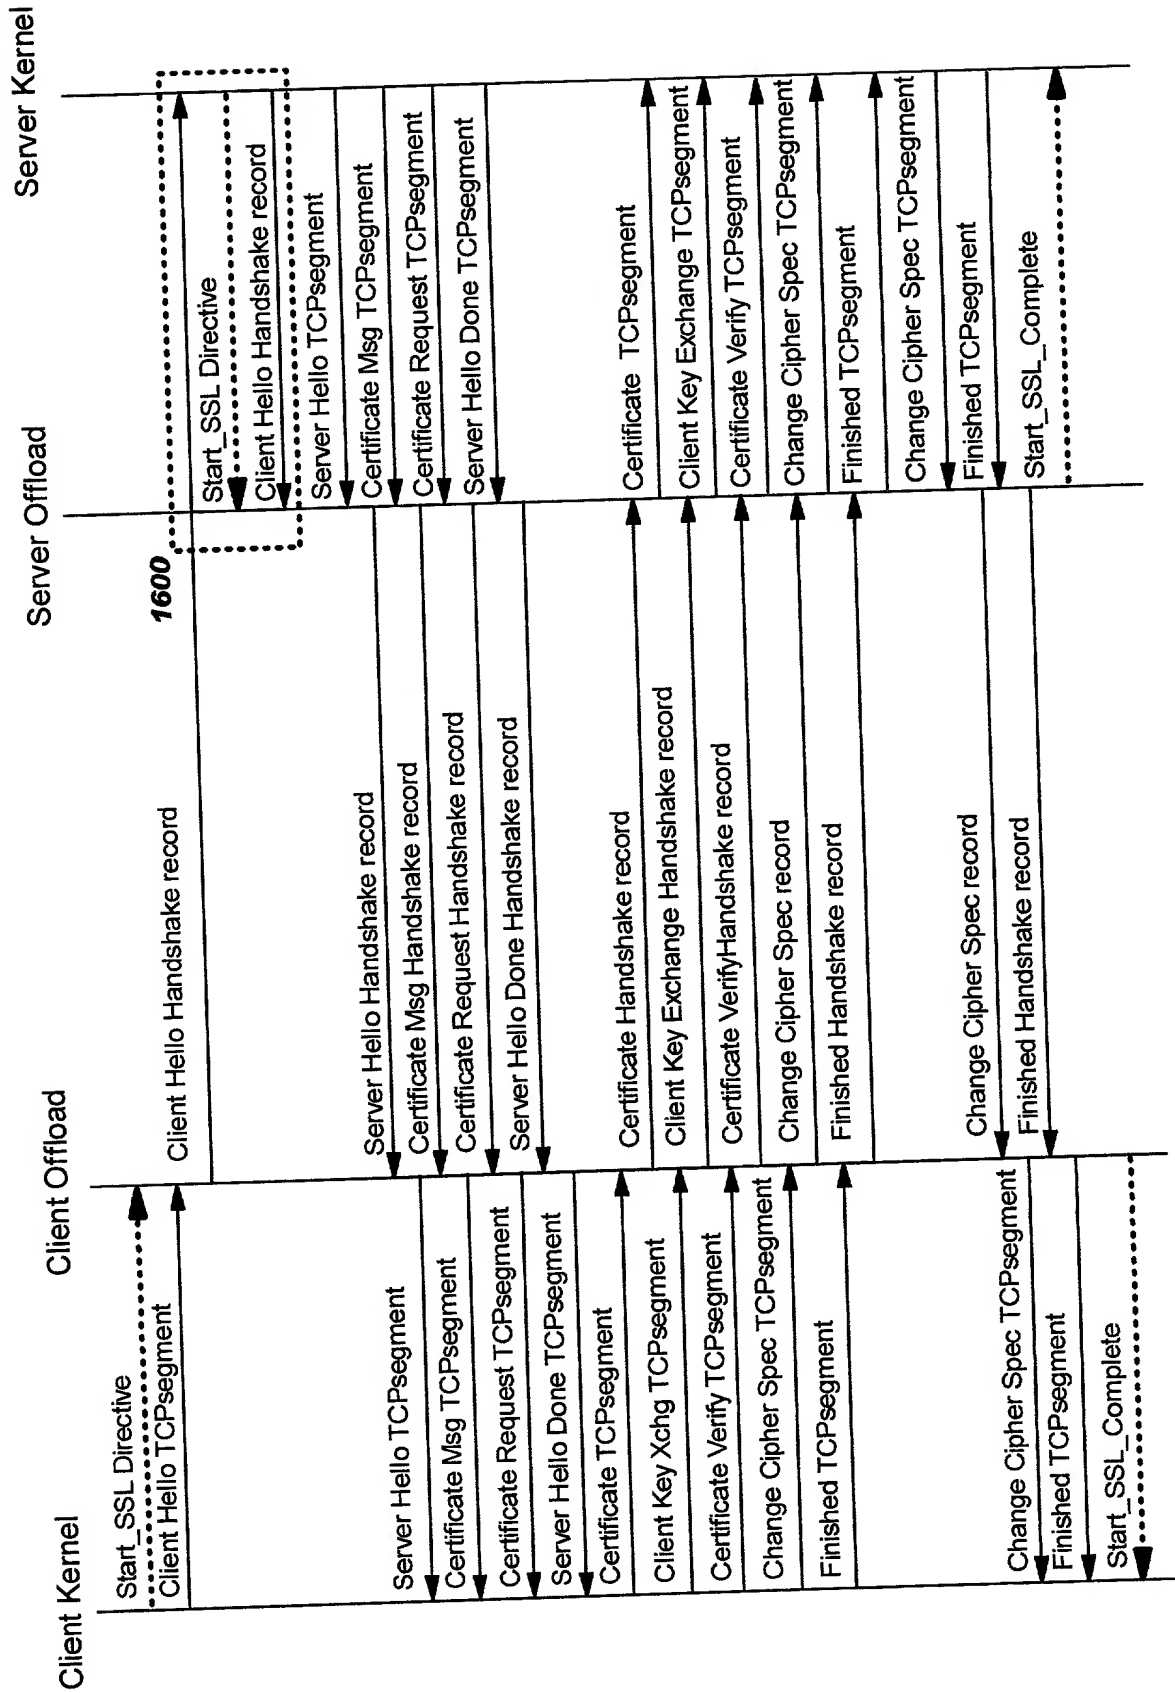 Client Kernel
Client Offload
Server Offload
Server Kernel
Start_SSL Directive
Client Hello TCPsegment
Client Hello Handshake record
1600
Start_SSL Directive
Client Hello Handshake record
Server Hello TCPsegment
Certificate Msg TCPsegment
Certificate Request TCPsegment
Server Hello Done TCPsegment
Server Hello Handshake record
Certificate Msg Handshake record
Certificate Request Handshake record
Server Hello Done Handshake record
Server Hello TCPsegment
Certificate Msg TCPsegment
Certificate Request TCPsegment
Server Hello Done TCPsegment
Certificate TCPsegment
Client Key Xchg TCPsegment
Certificate Verify TCPsegment
Change Cipher Spec TCPsegment
Finished TCPsegment
Certificate Handshake record
Client Key Exchange Handshake record
Certificate VerifyHandshake record
Change Cipher Spec record
Finished Handshake record
Certificate TCPsegment
Client Key Exchange TCPsegment
Certificate Verify TCPsegment
Change Cipher Spec TCPsegment
Finished TCPsegment
Change Cipher Spec TCPsegment
Finished TCPsegment
Start_SSL_Complete
Change Cipher Spec record
Finished Handshake record
Change Cipher Spec TCPsegment
Finished TCPsegment
Start_SSL_Complete